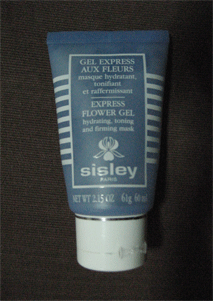 GEL EXPRESS
AUX FLEURS
masque hydratant,
tonifiant
et raffermissant
EXPRESS
FLOWER GEL
hydrating, toning
and firming mask
sisley
PARIS
NET WT 2.15 OZ. 61g 60 ml